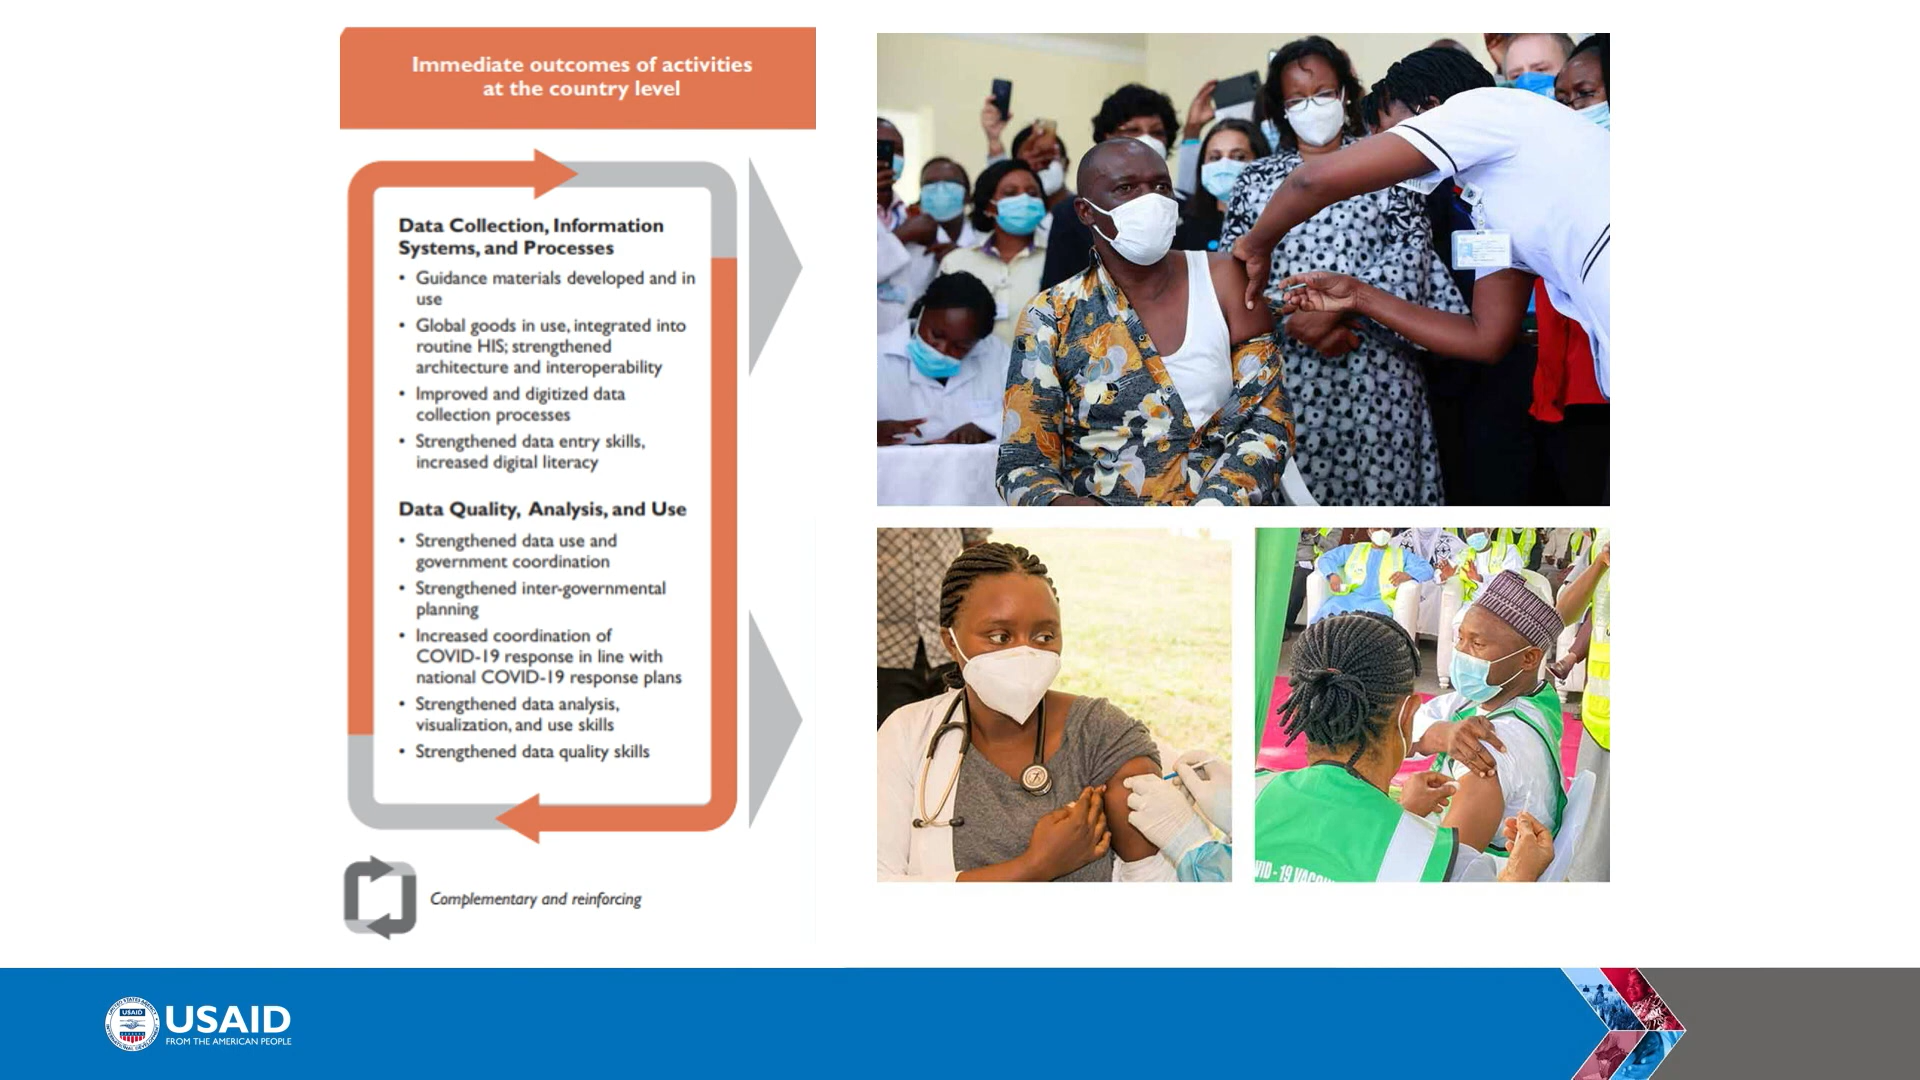 Immediate outcomes of activities
at the country level
Data Collection, Information
Systems, and Processes
• Guidance materials developed and in
use
• Global goods in use, integrated into
routine HIS; strengthened
architecture and interoperability
• Improved and digitized data
collection processes
• Strengthened data entry skills,
increased digital literacy
Data Quality, Analysis, and Use
• Strengthened data use and
government coordination
• Strengthened inter-governmental
planning
• Increased coordination of
COVID-19 response in line with
national COVID-19 response plans
• Strengthened data analysis,
visualization, and use skills
• Strengthened data quality skills
Complementary and reinforcing
VID - 19 VACCI
USAID
USAID
FROM THE AMERICAN PEOPLE